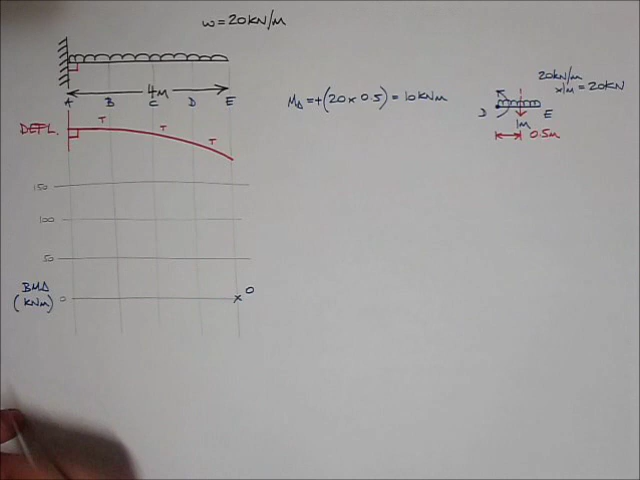 w = 20kN/m
4M
A B C D E
DEFL.
T T T
150
100
50
BMD
(kNm) 0
x 0
M_D = +(20 x 0.5) = 10kNm
20kN/m
x 1m = 20kN
D E
1m
0.5m